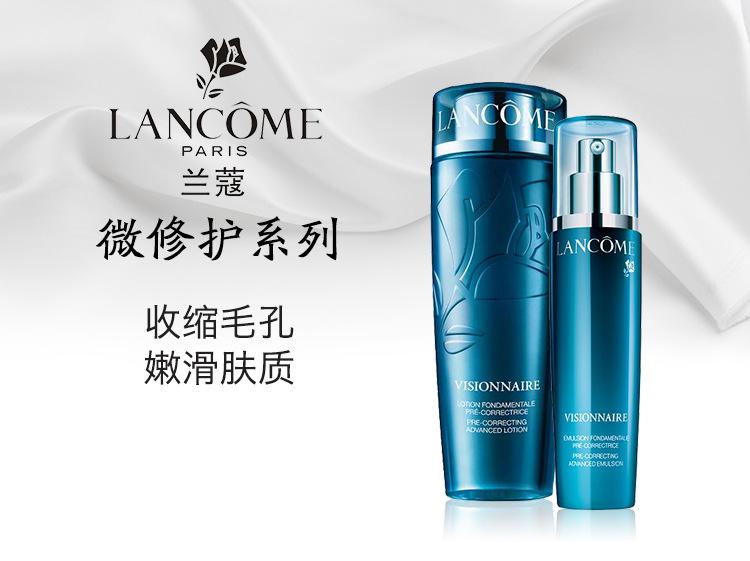 LANCÔME
PARIS
兰蔻
微修护系列
收缩毛孔
嫩滑肤质
LANCÔME
VISIONNAIRE
LOTION FONDAMENTALE
PRÉ-CORRECTRICE
PRE-CORRECTING
ADVANCED LOTION
LANCÔME
VISIONNAIRE
ÉMULSION FONDAMENTALE
PRÉ-CORRECTRICE
PRE-CORRECTING
ADVANCED EMULSION